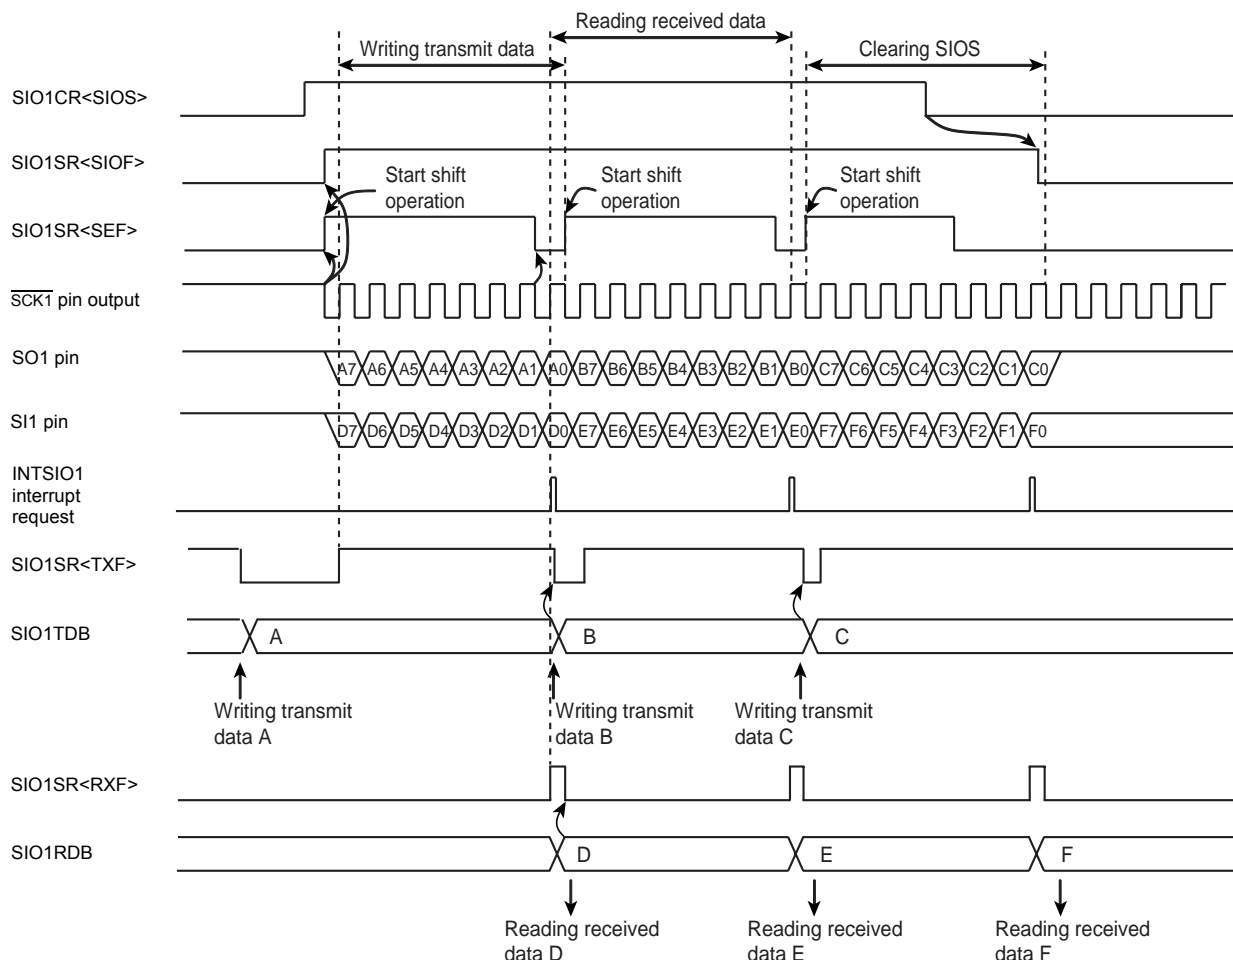 Reading received data
Writing transmit data
Clearing SIOS
SIO1CR<SIOS>
SIO1SR<SIOF>
Start shift
operation
Start shift
operation
Start shift
operation
SIO1SR<SEF>
SCK1 pin output
SO1 pin
A7 A6 A5 A4 A3 A2 A1 A0 B7 B6 B5 B4 B3 B2 B1 B0 C7 C6 C5 C4 C3 C2 C1 C0
SI1 pin
D7 D6 D5 D4 D3 D2 D1 D0 E7 E6 E5 E4 E3 E2 E1 E0 F7 F6 F5 F4 F3 F2 F1 F0
INTSIO1
interrupt
request
SIO1SR<TXF>
SIO1TDB
A
B
C
Writing transmit
data A
Writing transmit
data B
Writing transmit
data C
SIO1SR<RXF>
SIO1RDB
D
E
F
Reading received
data D
Reading received
data E
Reading received
data F